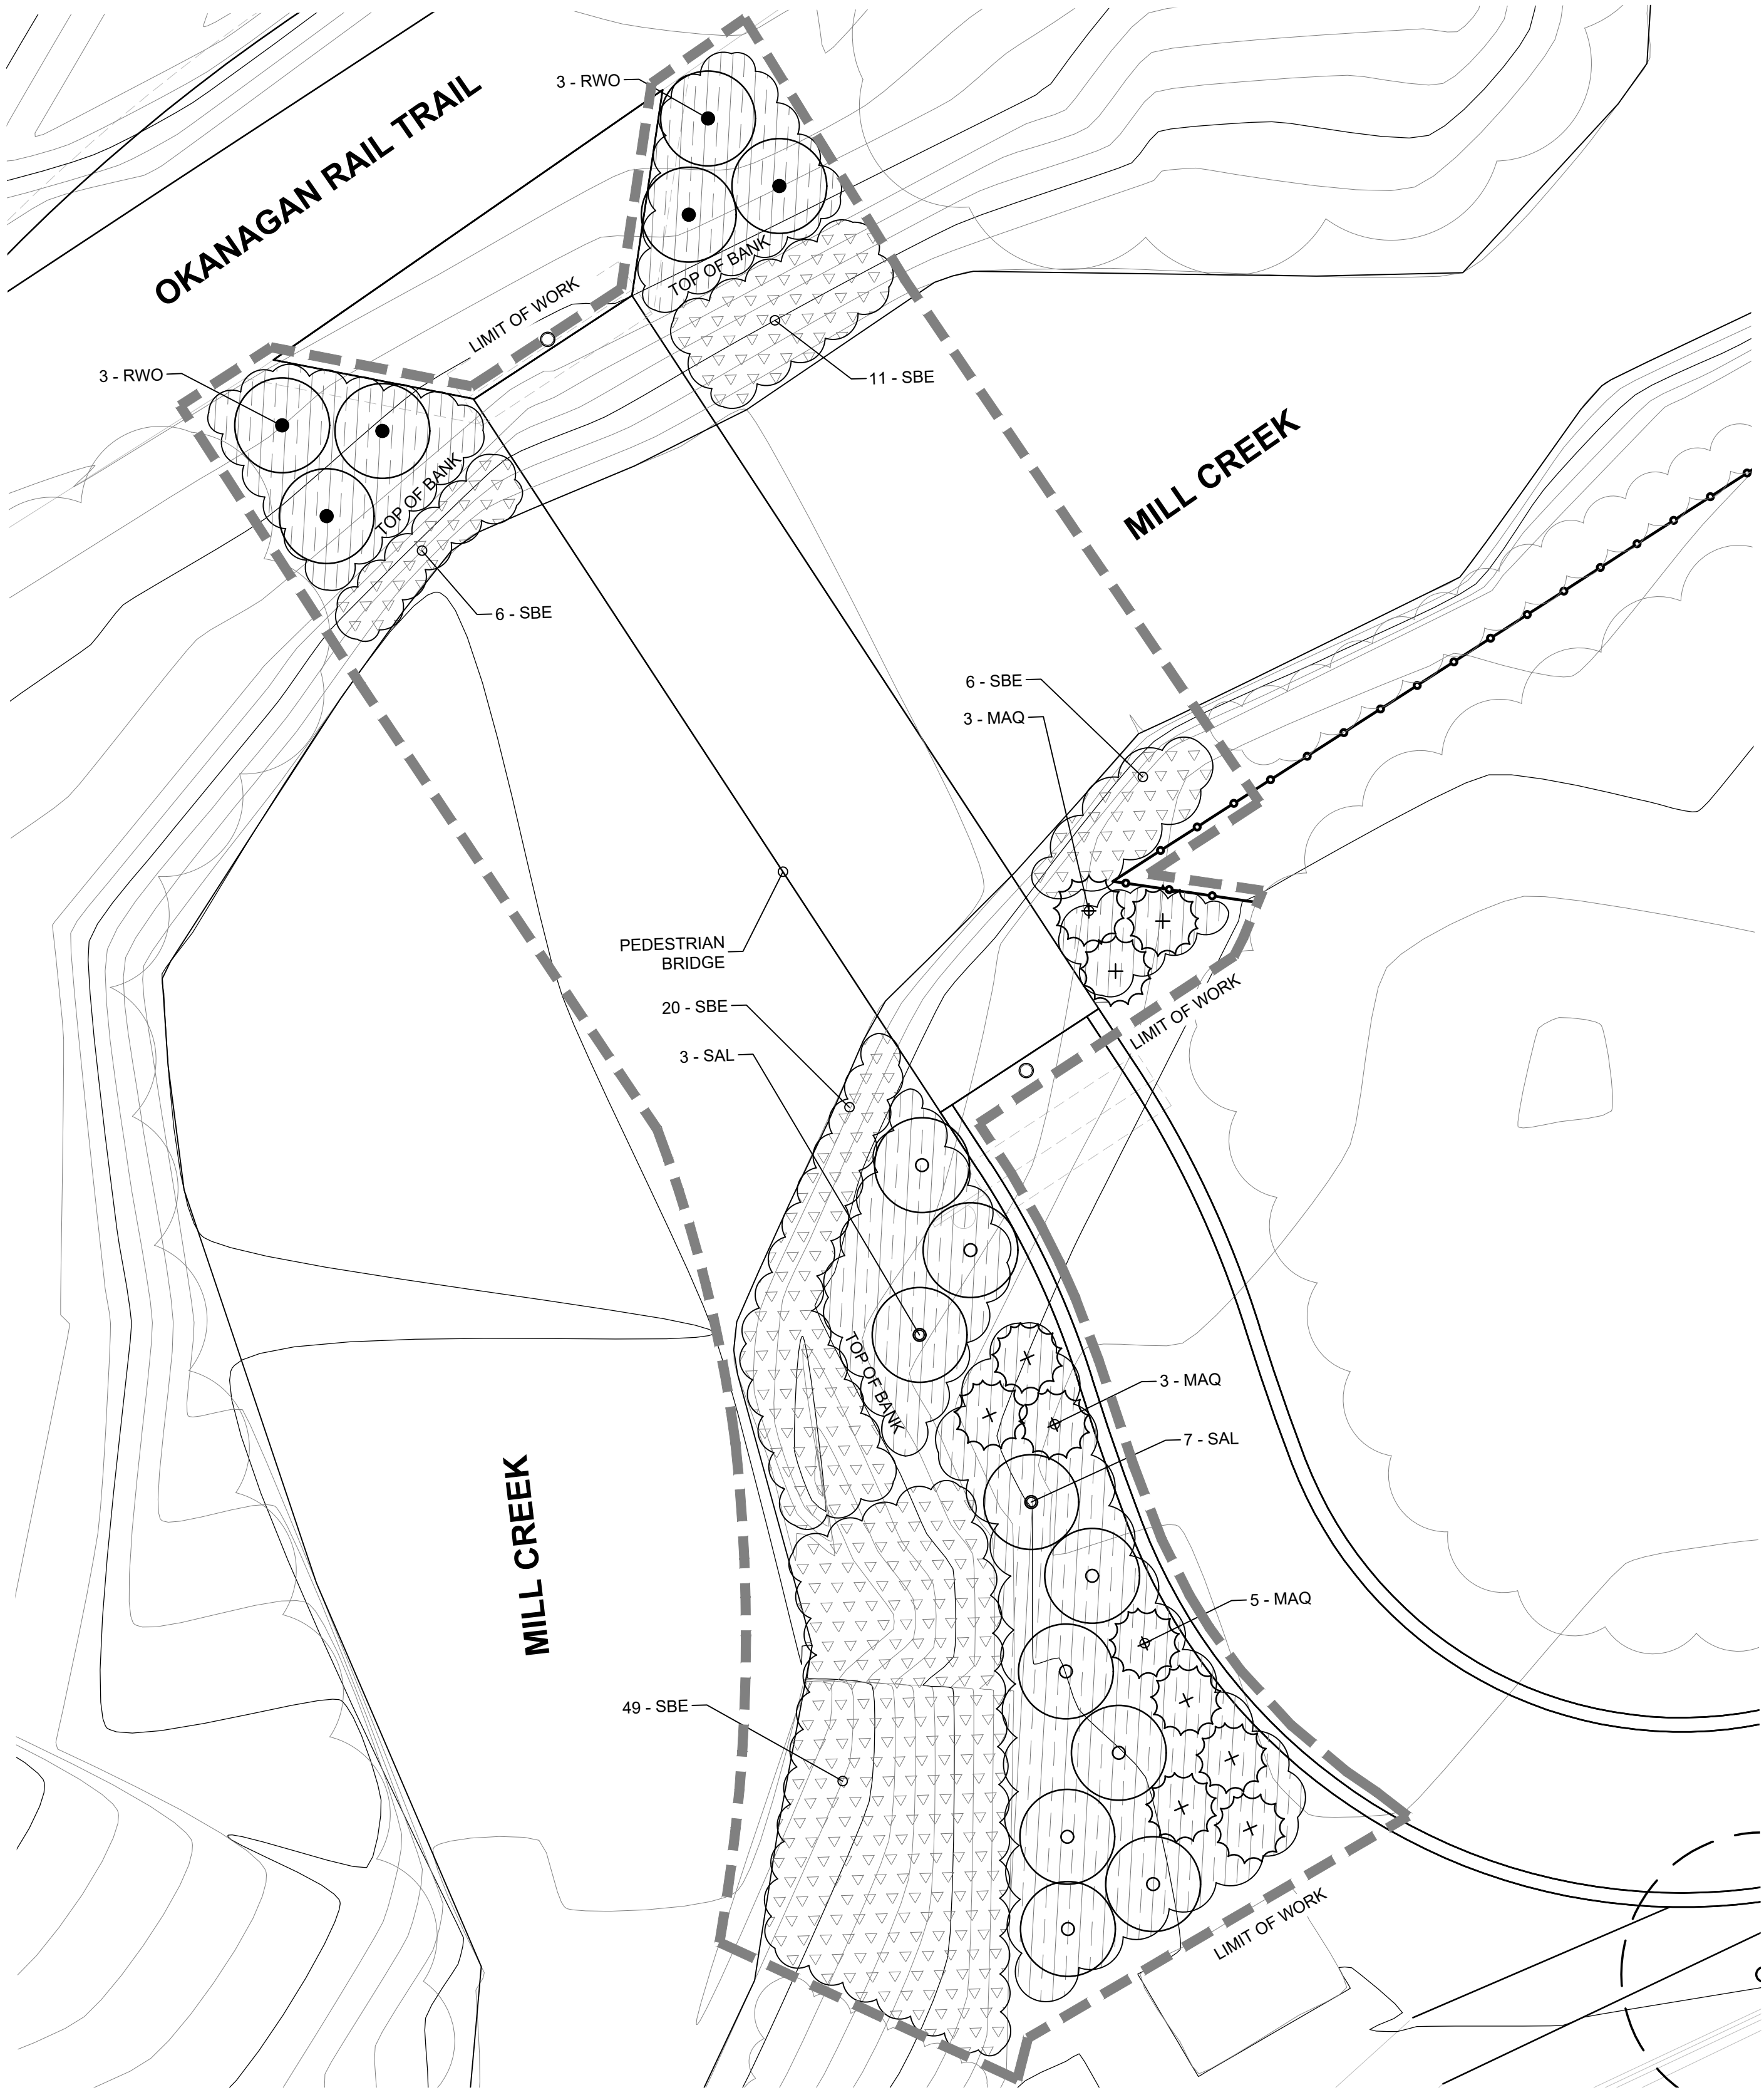 3 - RWO
OKANAGAN RAIL TRAIL
TOP OF BANK
LIMIT OF WORK
3 - RWO
11 - SBE
MILL CREEK
TOP OF BANK
6 - SBE
6 - SBE
3 - MAQ
PEDESTRIAN
BRIDGE
LIMIT OF WORK
20 - SBE
3 - SAL
TOP OF BANK
3 - MAQ
7 - SAL
MILL CREEK
5 - MAQ
49 - SBE
LIMIT OF WORK